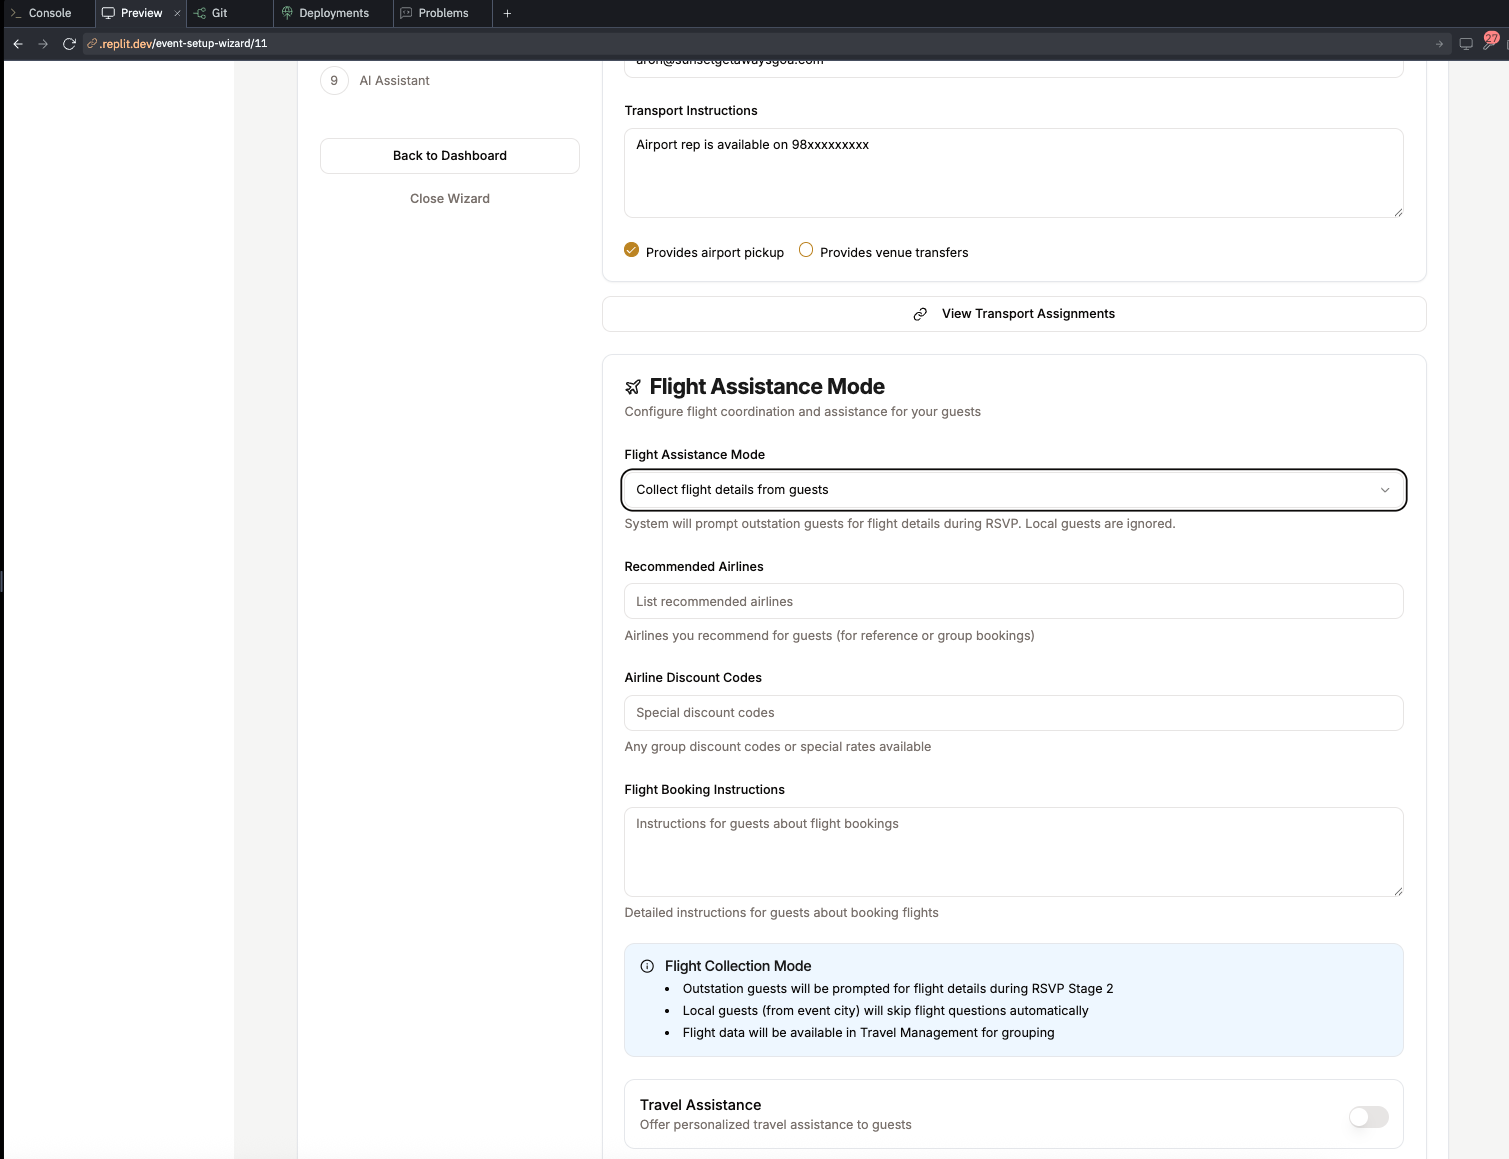 Console
Preview
Git
Deployments
Problems
.replit.dev/event-setup-wizard/11
27
9 AI Assistant
Back to Dashboard
Close Wizard
aron@sunsetgetawaysgoa.com
Transport Instructions
Airport rep is available on 98xxxxxxxxx
Provides airport pickup
Provides venue transfers
View Transport Assignments
Flight Assistance Mode
Configure flight coordination and assistance for your guests
Flight Assistance Mode
Collect flight details from guests
System will prompt outstation guests for flight details during RSVP. Local guests are ignored.
Recommended Airlines
List recommended airlines
Airlines you recommend for guests (for reference or group bookings)
Airline Discount Codes
Special discount codes
Any group discount codes or special rates available
Flight Booking Instructions
Instructions for guests about flight bookings
Detailed instructions for guests about booking flights
Flight Collection Mode
• Outstation guests will be prompted for flight details during RSVP Stage 2
• Local guests (from event city) will skip flight questions automatically
• Flight data will be available in Travel Management for grouping
Travel Assistance
Offer personalized travel assistance to guests